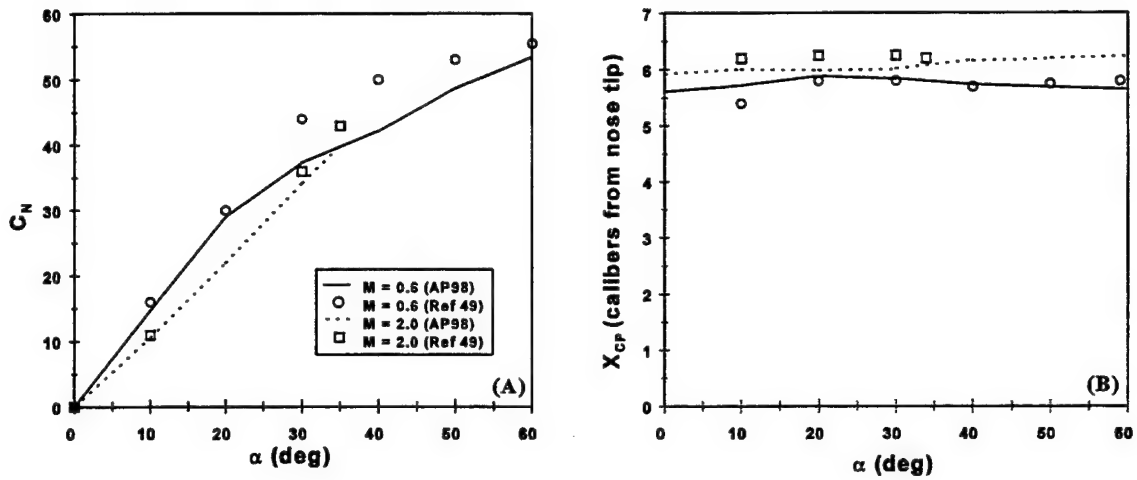 60
50
40
30
20
10
0
C_N
M = 0.6 (AP98)
M = 0.6 (Ref 49)
M = 2.0 (AP98)
M = 2.0 (Ref 49)
(A)
0 10 20 30 40 50 60
α (deg)
7
6
5
4
3
2
1
0
X_CP (calibers from nose tip)
(B)
0 10 20 30 40 50 60
α (deg)